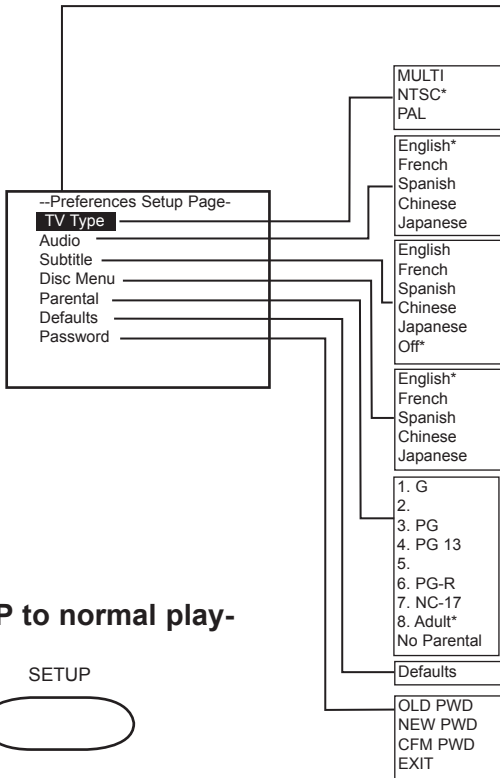 --Preferences Setup Page-
TV Type
Audio
Subtitle
Disc Menu
Parental
Defaults
Password
MULTI
NTSC*
PAL
English*
French
Spanish
Chinese
Japanese
English
French
Spanish
Chinese
Japanese
Off*
English*
French
Spanish
Chinese
Japanese
1. G
2.
3. PG
4. PG 13
5.
6. PG-R
7. NC-17
8. Adult*
No Parental
Defaults
OLD PWD
NEW PWD
CFM PWD
EXIT
P to normal play-
SETUP